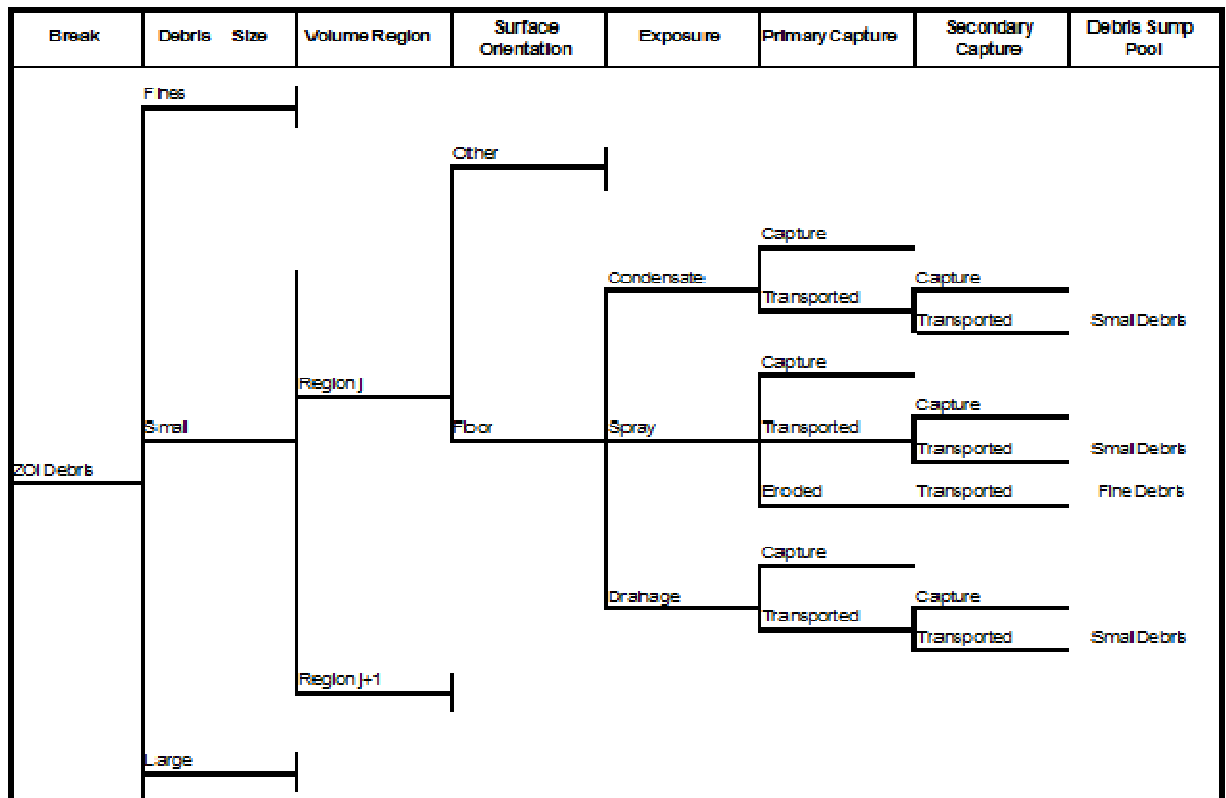 Break
Debris Size
Volume Region
Surface
Orientation
Exposure
Primary Capture
Secondary
Capture
Debris Sump
Pool
Fines
Other
Capture
Condensate
Capture
Transported
Transported
Small Debris
Capture
Region j
Capture
Small
Floor
Spray
Transported
Transported
Small Debris
ZOI Debris
Eroded
Transported
Fine Debris
Capture
Drainage
Capture
Transported
Transported
Small Debris
Region j+1
Large